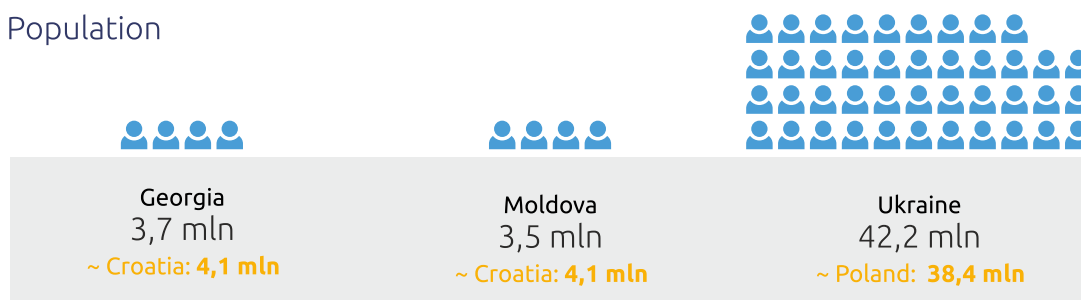 Population
Georgia
3,7 mln
~ Croatia: 4,1 mln
Moldova
3,5 mln
~ Croatia: 4,1 mln
Ukraine
42,2 mln
~ Poland: 38,4 mln